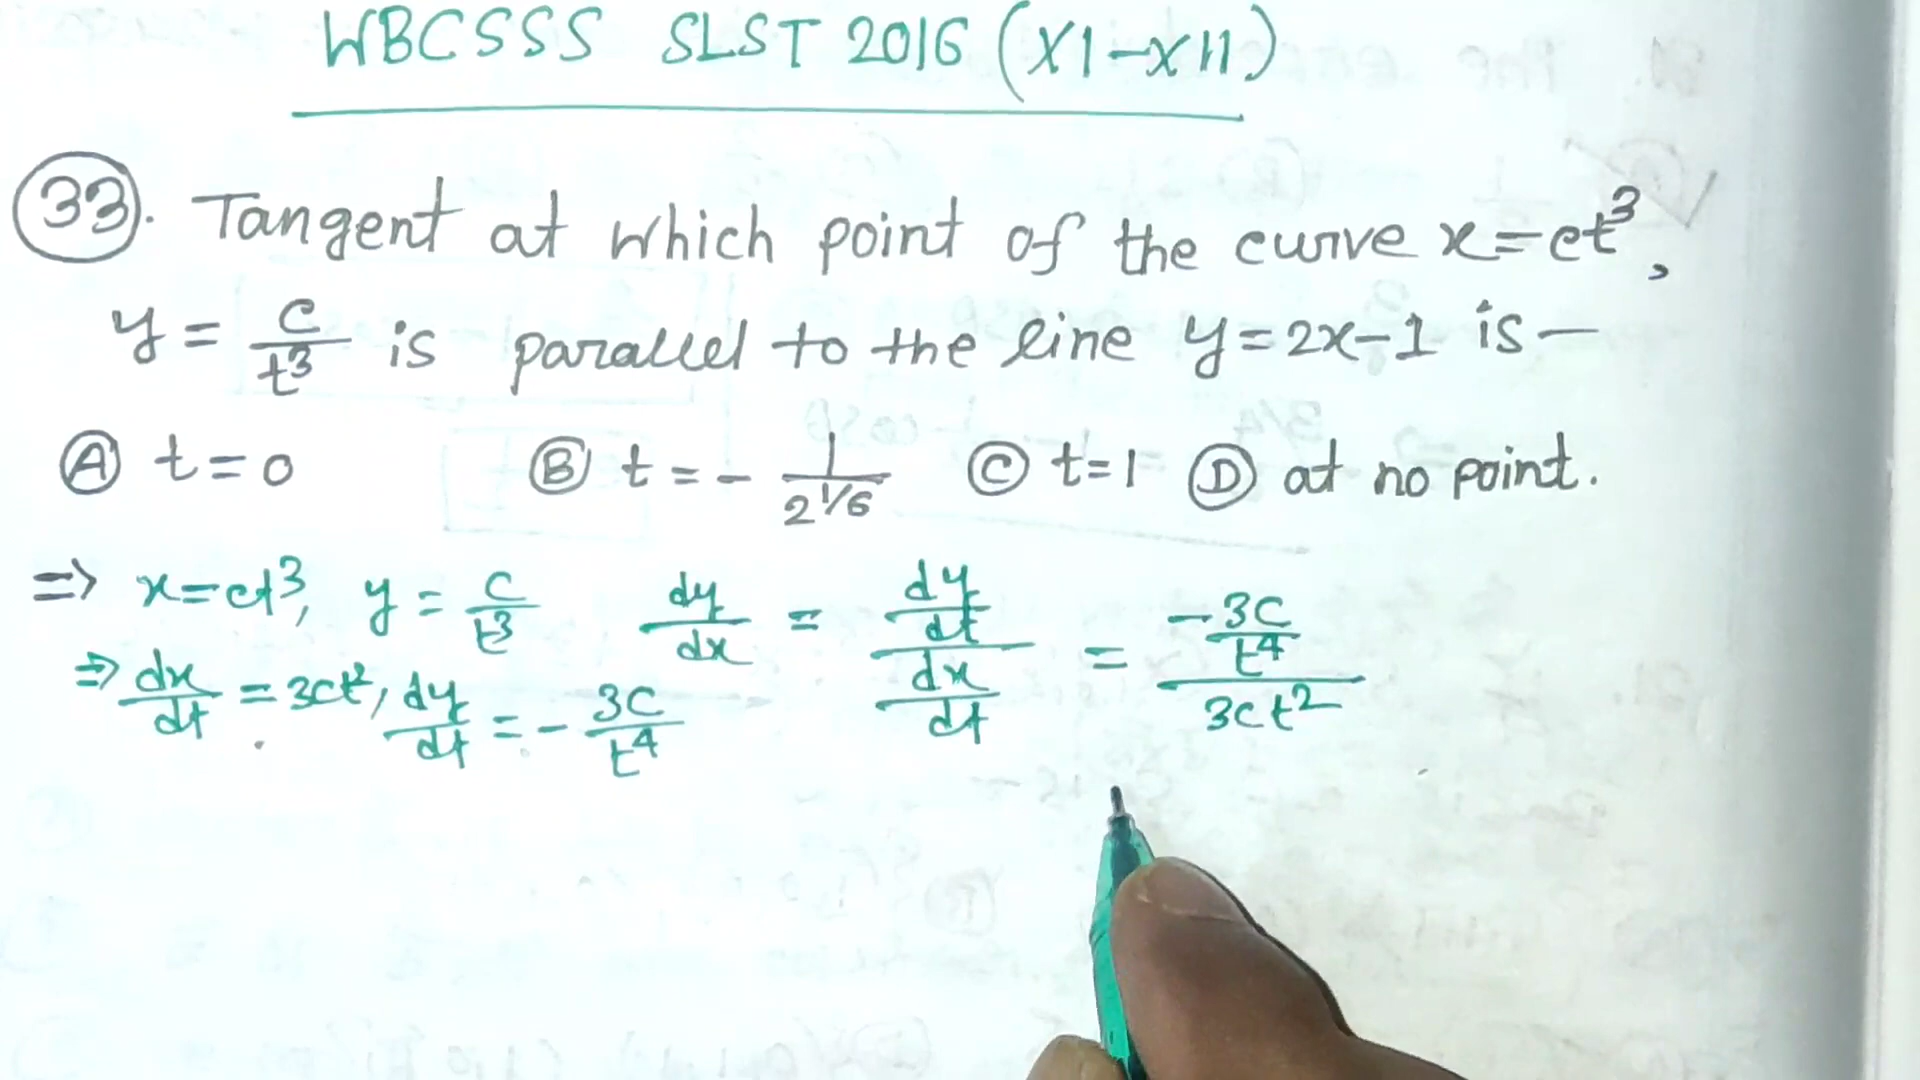 WBCSSS SLST 2016 (XI-XII)
33. Tangent at which point of the curve x=ct³,
y = c/t³ is parallel to the line y=2x-1 is —
Ⓐ t=0 Ⓑ t = - 1/2^1/6 Ⓒ t=1 Ⓓ at no point.
=> x=ct³, y = c/t³ dy/dx = (dy/dt)/(dx/dt) = (-3c/t⁴)/(3ct²)
=> dx/dt = 3ct², dy/dt = - 3c/t⁴